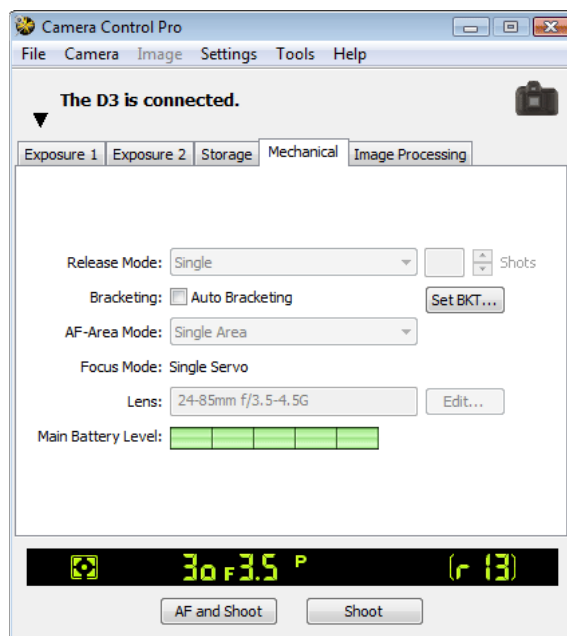 Camera Control Pro
File Camera Image Settings Tools Help
The D3 is connected.
Exposure 1 Exposure 2 Storage Mechanical Image Processing
Release Mode: Single Shots
Bracketing: Auto Bracketing Set BKT...
AF-Area Mode: Single Area
Focus Mode: Single Servo
Lens: 24-85mm f/3.5-4.5G Edit...
Main Battery Level:
30 F3.5 P (r 13)
AF and Shoot Shoot